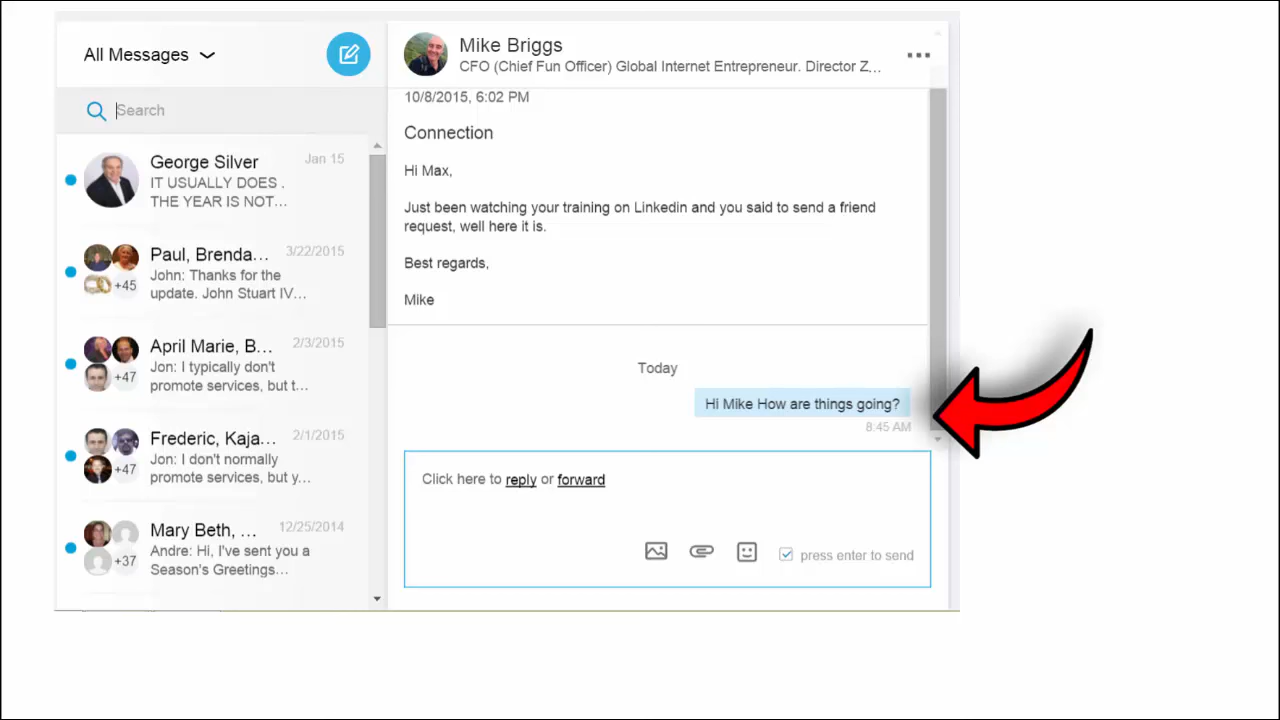 All Messages
Search
George Silver
Jan 15
IT USUALLY DOES .
THE YEAR IS NOT...
Paul, Brenda...
3/22/2015
John: Thanks for the
update. John Stuart IV...
+45
April Marie, B...
2/3/2015
Jon: I typically don't
promote services, but t...
+47
Frederic, Kaja...
2/1/2015
Jon: I don't normally
promote services, but y...
+47
Mary Beth, ...
12/25/2014
Andre: Hi, I've sent you a
Season's Greetings...
+37
Mike Briggs
CFO (Chief Fun Officer) Global Internet Entrepreneur. Director Z...
10/8/2015, 6:02 PM
Connection
Hi Max,
Just been watching your training on Linkedin and you said to send a friend
request, well here it is.
Best regards,
Mike
Today
Hi Mike How are things going?
8:45 AM
Click here to reply or forward
press enter to send